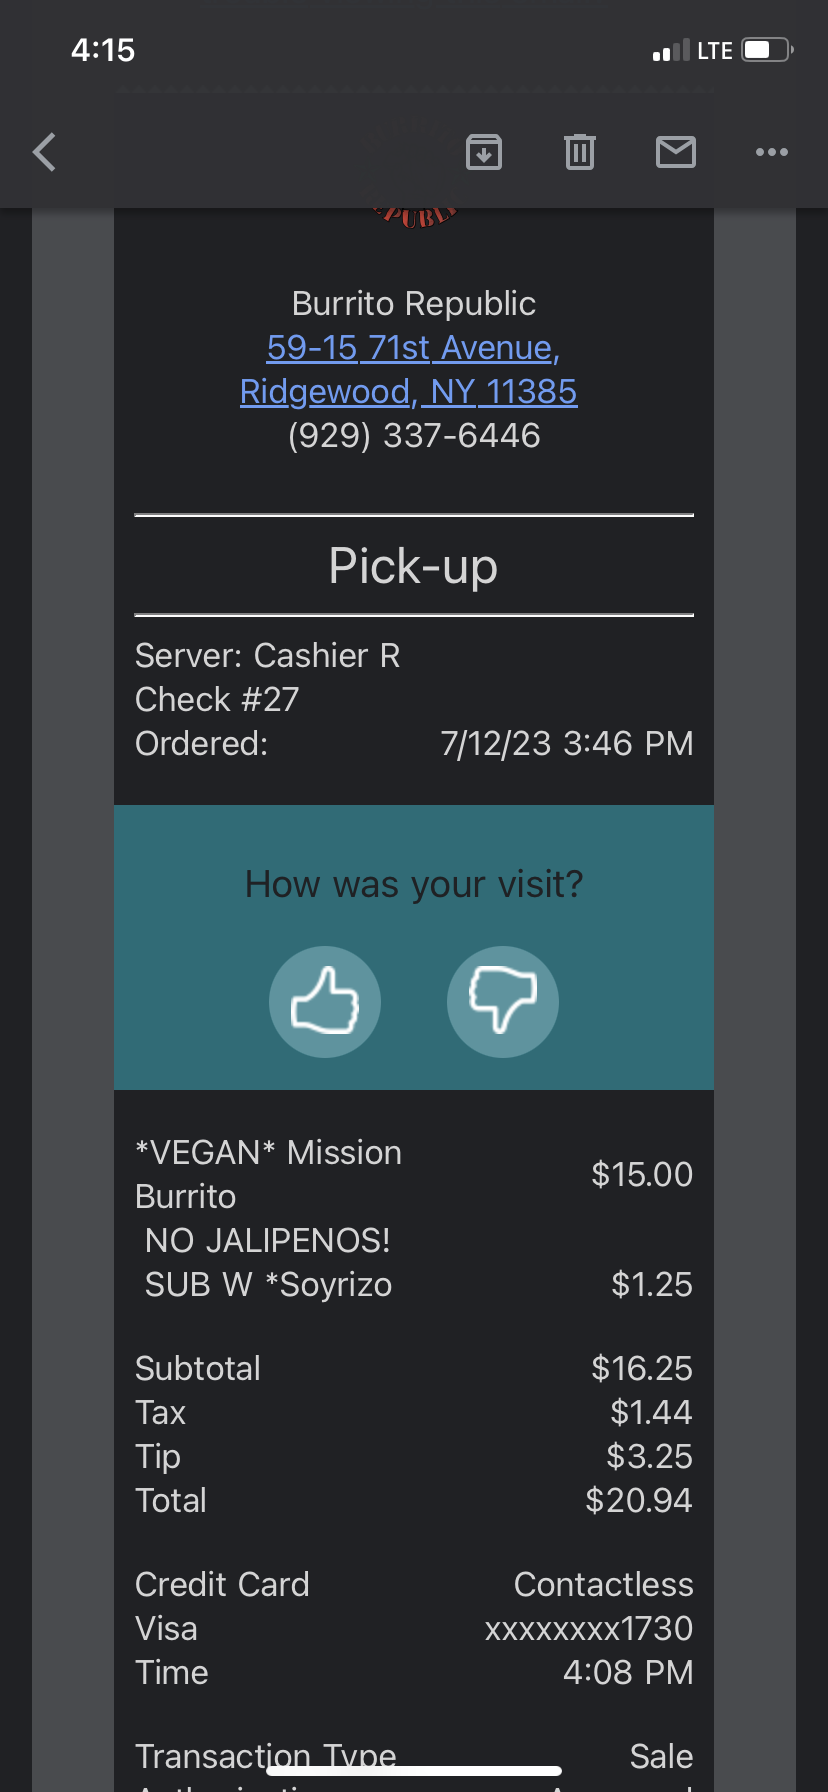 4:15
LTE
REPUBLIC
Burrito Republic
59-15 71st Avenue,
Ridgewood, NY 11385
(929) 337-6446
Pick-up
Server: Cashier R
Check #27
Ordered: 7/12/23 3:46 PM
How was your visit?
*VEGAN* Mission
Burrito $15.00
NO JALIPENOS!
SUB W *Soyrizo $1.25
Subtotal $16.25
Tax $1.44
Tip $3.25
Total $20.94
Credit Card Contactless
Visa xxxxxxxx1730
Time 4:08 PM
Transaction Type Sale